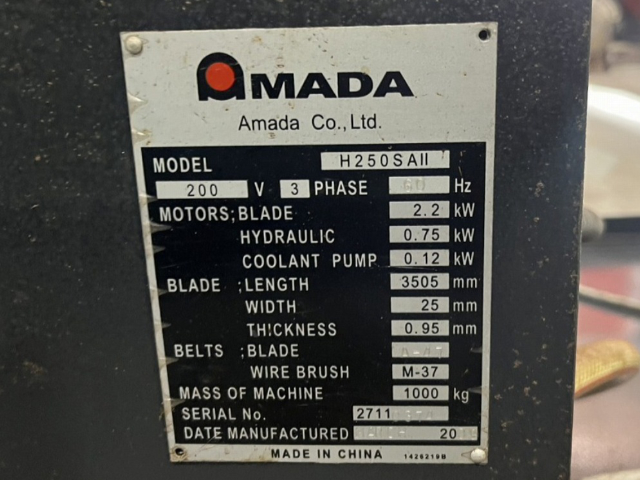 AMADA
Amada Co., Ltd.
MODEL H250SAII
200 V 3 PHASE Hz
MOTORS; BLADE 2.2 kW
HYDRAULIC 0.75 kW
COOLANT PUMP 0.12 kW
BLADE ; LENGTH 3505 mm
WIDTH 25 mm
THICKNESS 0.95 mm
BELTS ; BLADE
WIRE BRUSH M-37
MASS OF MACHINE 1000 kg
SERIAL No. 2711
DATE MANUFACTURED 20
MADE IN CHINA 1426219B